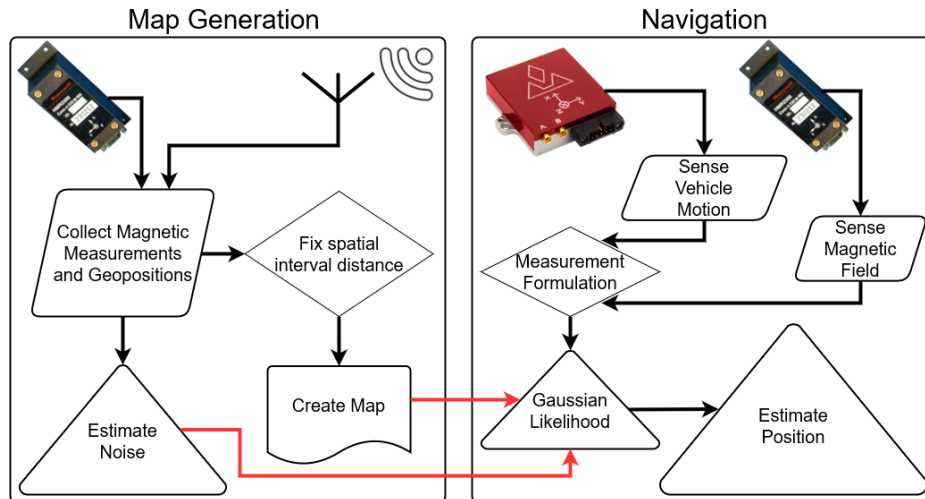 Map Generation
Navigation
Collect Magnetic
Measurements
and Geopositions
Fix spatial
interval distance
Estimate
Noise
Create Map
Sense
Vehicle
Motion
Sense
Magnetic
Field
Measurement
Formulation
Gaussian
Likelihood
Estimate
Position
X
Y
Z
A B